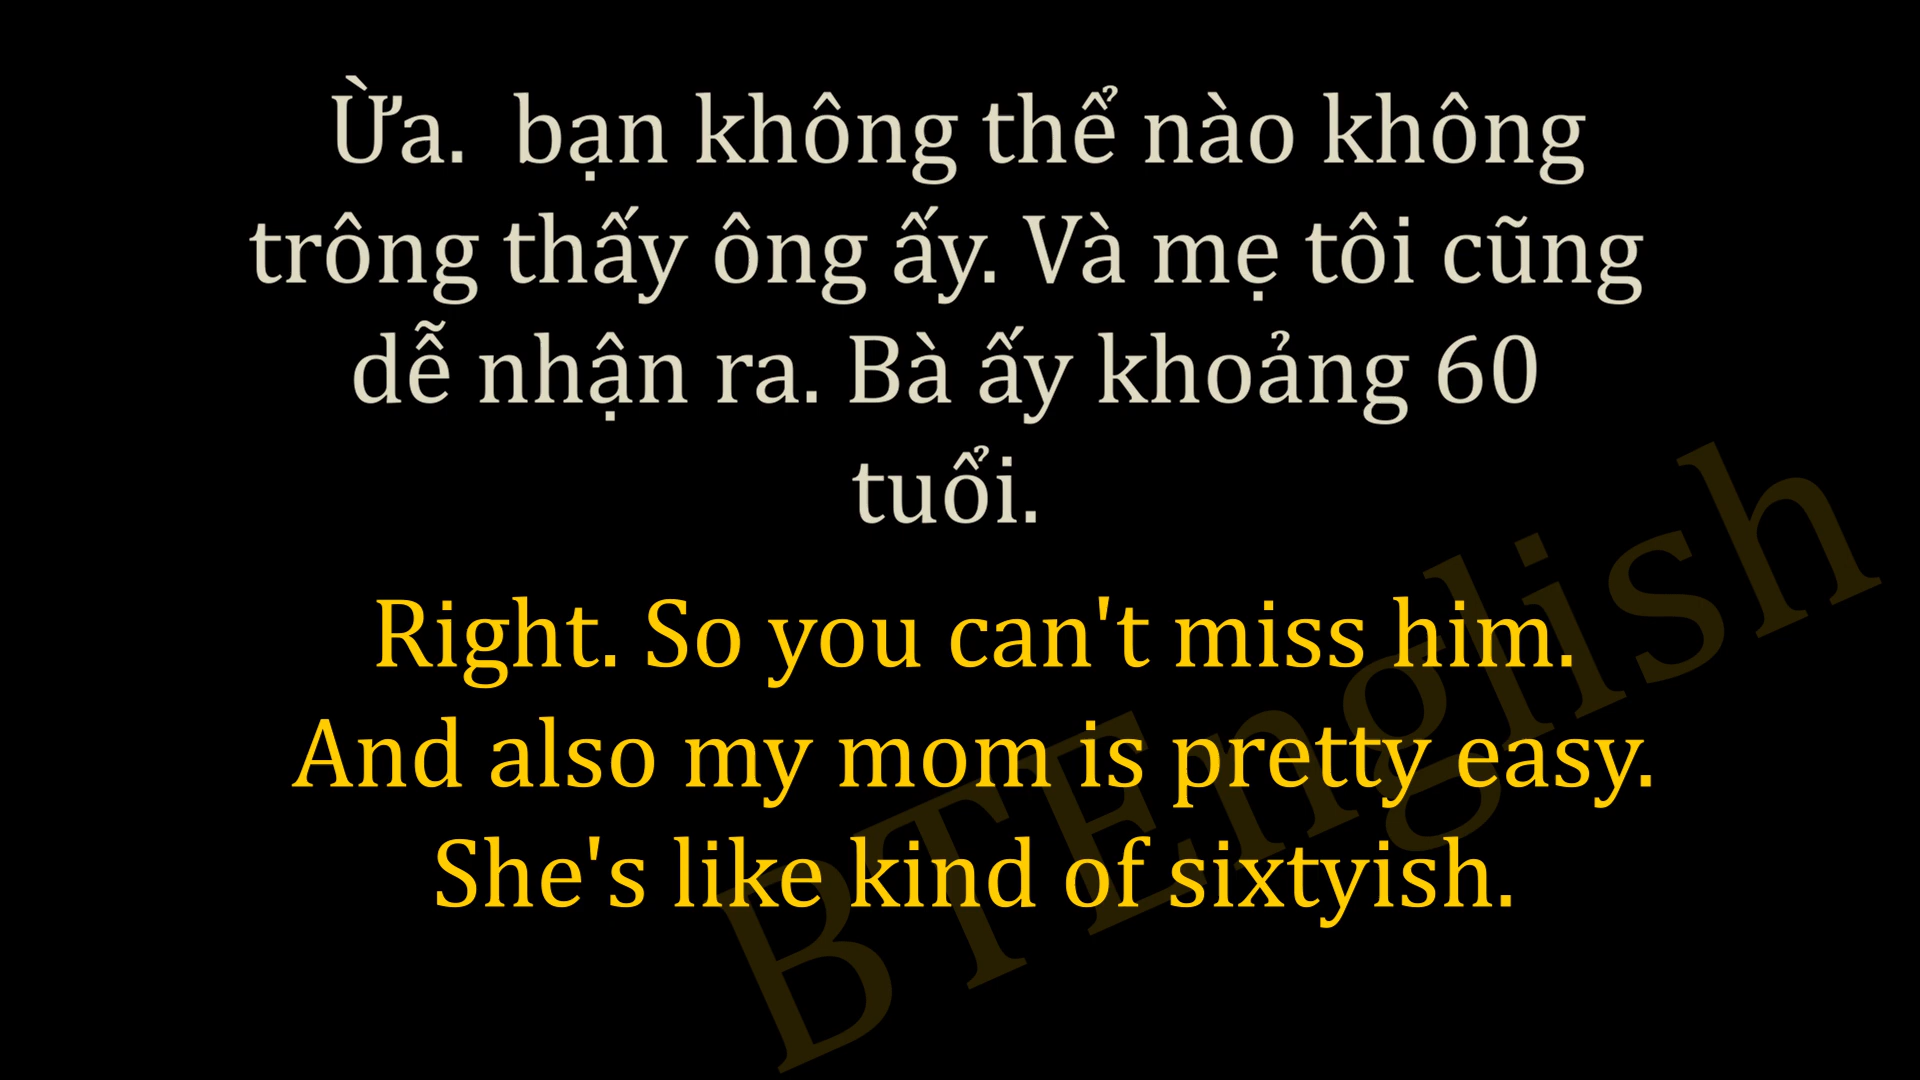 Ừa.  bạn không thể nào không
trông thấy ông ấy. Và mẹ tôi cũng
dễ nhận ra. Bà ấy khoảng 60
tuổi.
Right. So you can't miss him.
And also my mom is pretty easy.
She's like kind of sixtyish.
BTEnglish